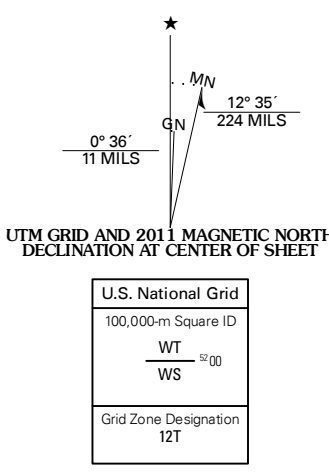 ★
MN
GN
12° 35´
224 MILS
0° 36´
11 MILS
UTM GRID AND 2011 MAGNETIC NORTH
DECLINATION AT CENTER OF SHEET
U.S. National Grid
100,000-m Square ID
WT
5200
WS
Grid Zone Designation
12T